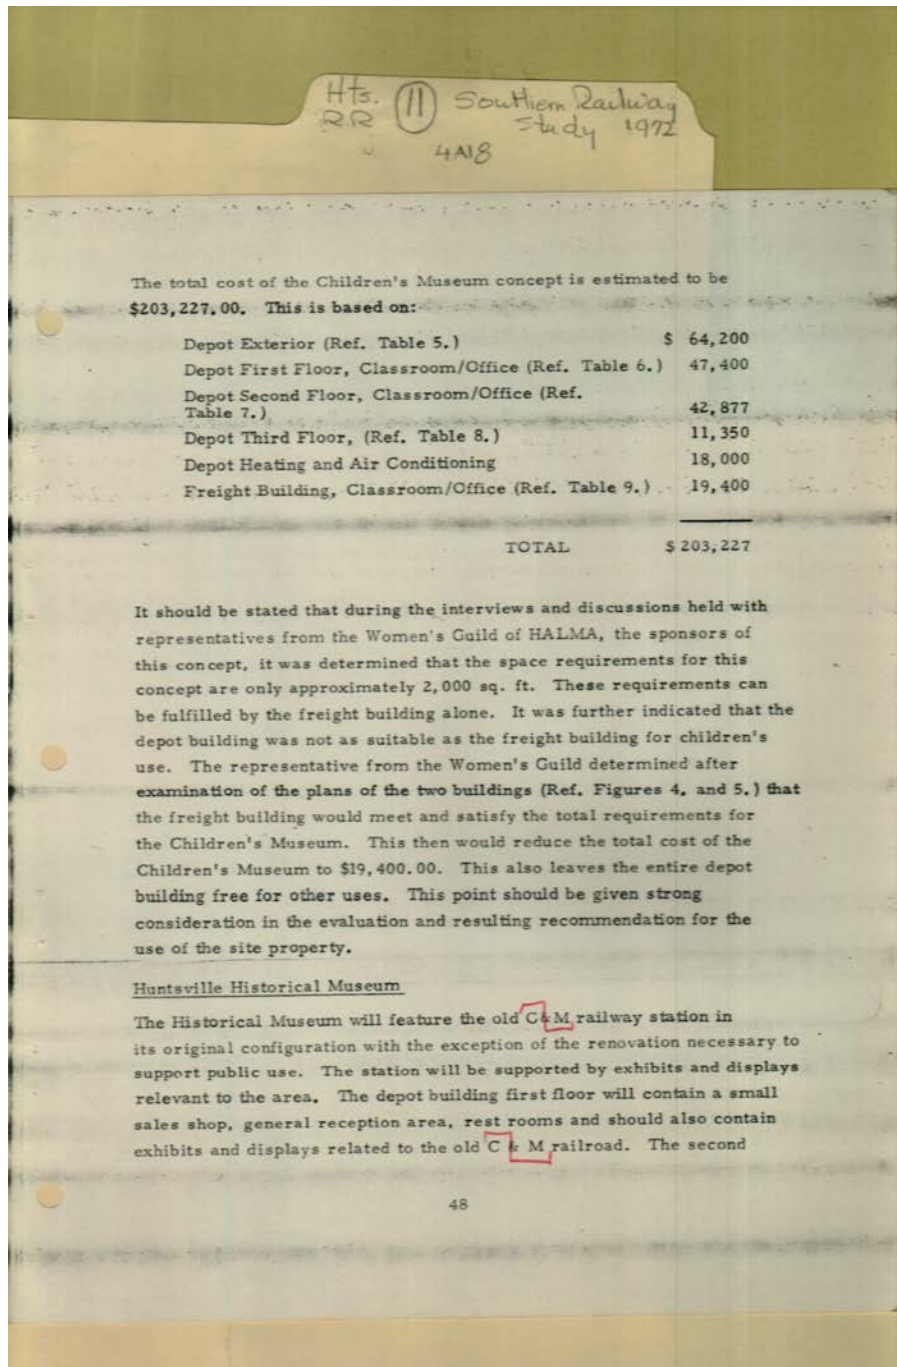 Hts. 11 Southern Railway
RR Study 1972
4A18
The total cost of the Children's Museum concept is estimated to be
$203,227.00. This is based on:
Depot Exterior (Ref. Table 5.) $ 64,200
Depot First Floor, Classroom/Office (Ref. Table 6.) 47,400
Depot Second Floor, Classroom/Office (Ref.
Table 7.) 42,877
Depot Third Floor, (Ref. Table 8.) 11,350
Depot Heating and Air Conditioning 18,000
Freight Building, Classroom/Office (Ref. Table 9.) 19,400
TOTAL $ 203,227
It should be stated that during the interviews and discussions held with
representatives from the Women's Guild of HALMA, the sponsors of
this concept, it was determined that the space requirements for this
concept are only approximately 2,000 sq. ft. These requirements can
be fulfilled by the freight building alone. It was further indicated that the
depot building was not as suitable as the freight building for children's
use. The representative from the Women's Guild determined after
examination of the plans of the two buildings (Ref. Figures 4. and 5.) that
the freight building would meet and satisfy the total requirements for
the Children's Museum. This then would reduce the total cost of the
Children's Museum to $19,400.00. This also leaves the entire depot
building free for other uses. This point should be given strong
consideration in the evaluation and resulting recommendation for the
use of the site property.
Huntsville Historical Museum
The Historical Museum will feature the old C&M railway station in
its original configuration with the exception of the renovation necessary to
support public use. The station will be supported by exhibits and displays
relevant to the area. The depot building first floor will contain a small
sales shop, general reception area, rest rooms and should also contain
exhibits and displays related to the old C & M railroad. The second
48